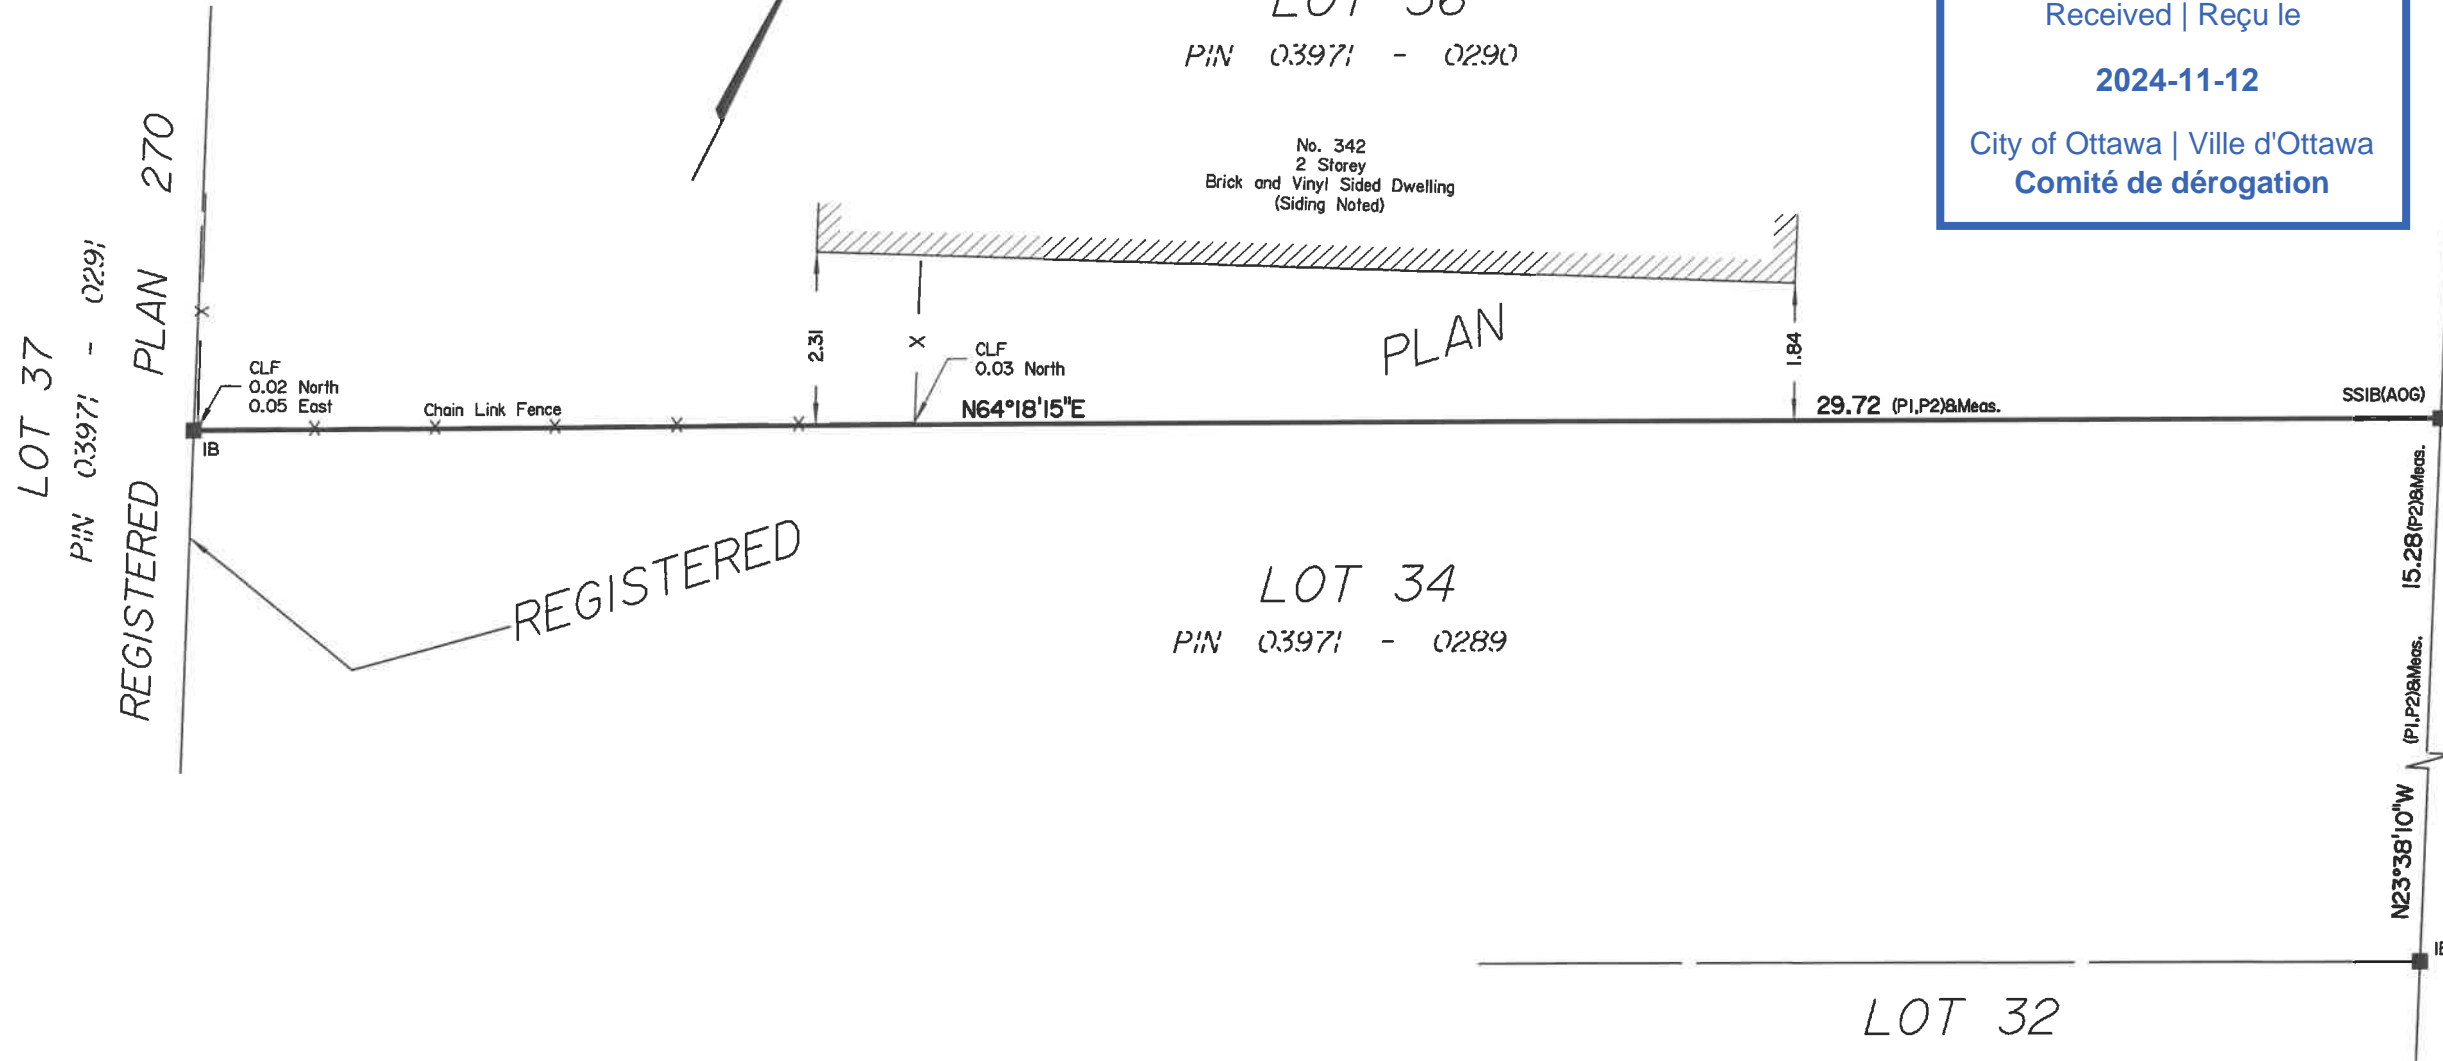 LOT 36
PIN 03971 - 0290
Received | Reçu le
2024-11-12
City of Ottawa | Ville d'Ottawa
Comité de dérogation
No. 342
2 Storey
Brick and Vinyl Sided Dwelling
(Siding Noted)
LOT 37
PIN 03971 - 0291
REGISTERED PLAN 270
CLF
0.02 North
0.05 East
Chain Link Fence
IB
2.31
X
CLF
0.03 North
N64°18'15"E
PLAN
1.84
29.72 (P1,P2)&Meas.
SSIB(AOG)
REGISTERED
LOT 34
PIN 03971 - 0289
15.28(P2)&Meas.
(P1,P2)&Meas.
N23°38'10"W
LOT 32